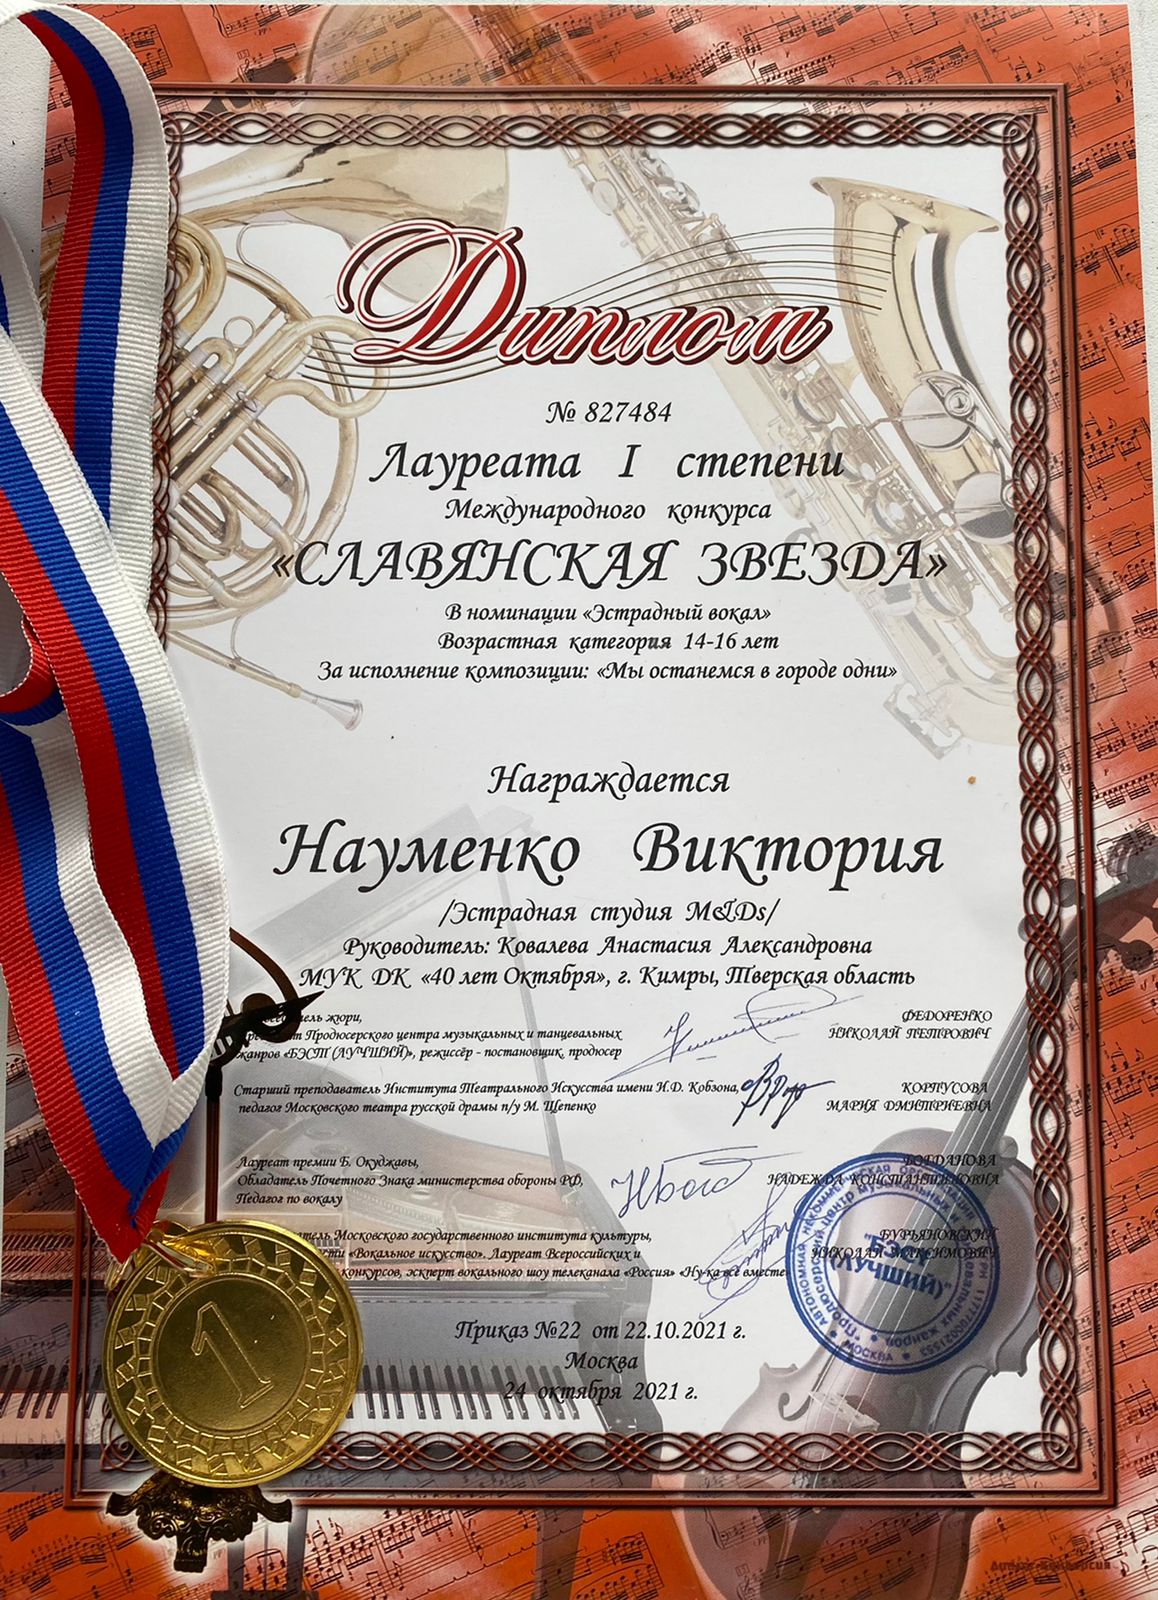 Диплом
№ 827484
Лауреата I степени
Международного конкурса
«СЛАВЯНСКАЯ ЗВЕЗДА»
В номинации «Эстрадный вокал»
Возрастная категория 14-16 лет
За исполнение композиции: «Мы останемся в городе одни»
Награждается
Науменко Виктория
/Эстрадная студия M&Ds/
Руководитель: Ковалева Анастасия Александровна
МУК ДК «40 лет Октября», г. Кимры, Тверская область
жюри,
ФЕДОРЕНКО
Продюсерского центра музыкальных и танцевальных
НИКОЛАЙ ПЕТРОВИЧ
жанров «БЭСТ (ЛУЧШИЙ)», режиссёр - постановщик, продюсер
Старший преподаватель Института Театрального Искусства имени И.Д. Кобзона,
КОРПУСОВА
педагог Московского театра русской драмы п/у М. Щепенко
МАРИЯ ДМИТРИЕВНА
Лауреат премии Б. Окуджавы,
БОГДАНОВА
Обладатель Почетного Знака министерства обороны РФ,
НАДЕЖДА КОНСТАНТИНОВНА
Педагог по вокалу
Московского государственного института культуры,
БУРЬЯНОВСКИЙ
«Вокальное искусство». Лауреат Всероссийских и
НИКОЛАЙ МАКСИМОВИЧ
конкурсов, эксперт вокального шоу телеканала «Россия» «Ну-ка все вместе»
"БЭСТ
(ЛУЧШИЙ)"
МОСКВА
Приказ №22 от 22.10.2021 г.
Москва
24 октября 2021 г.
1